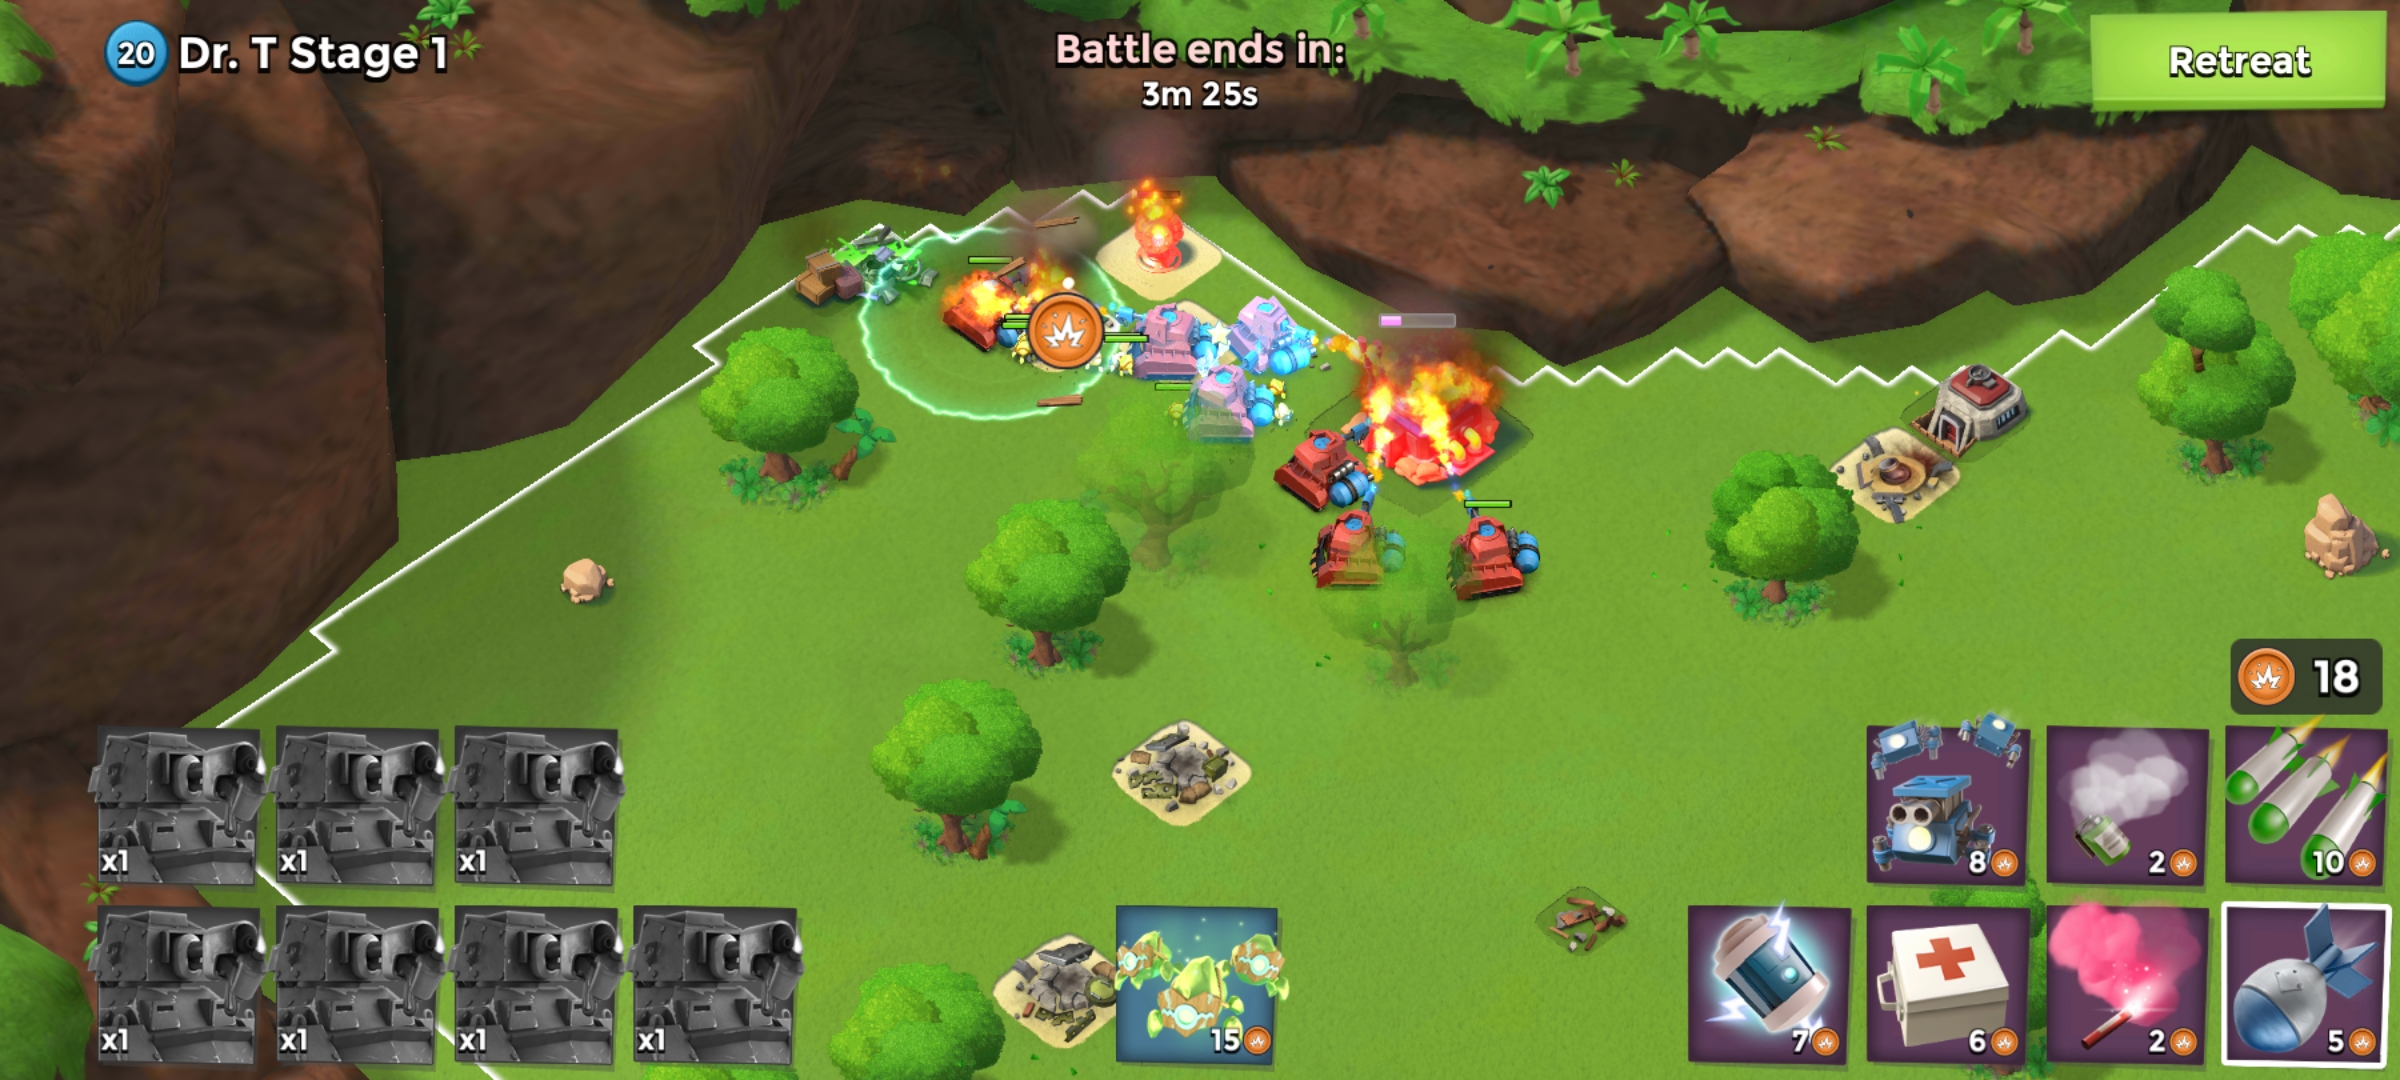 20 Dr. T Stage 1
Battle ends in:
3m 25s
Retreat
18
x1 x1 x1
8 2 10
x1 x1 x1 x1
15 7 6 2 5